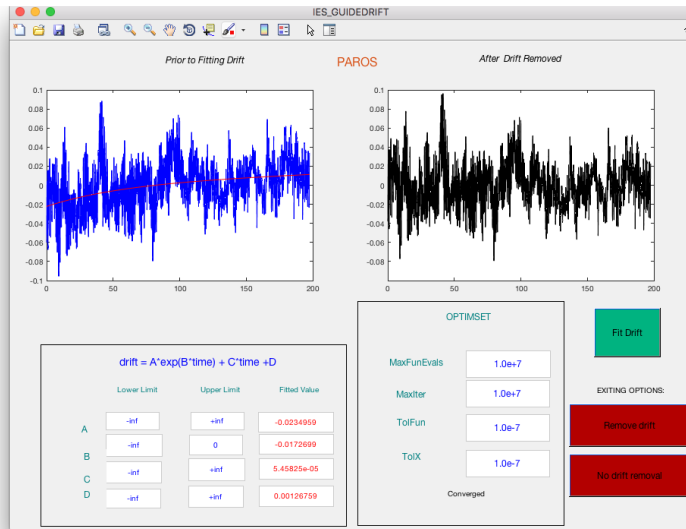 IES_GUIDEDRIFT
Prior to Fitting Drift
PAROS
After Drift Removed
0.1
0.08
0.06
0.04
0.02
0
-0.02
-0.04
-0.06
-0.08
-0.1
0
50
100
150
200
0.1
0.08
0.06
0.04
0.02
0
-0.02
-0.04
-0.06
-0.08
-0.1
0
50
100
150
200
drift = A*exp(B*time) + C*time +D
Lower Limit Upper Limit Fitted Value
A -inf +inf -0.0234959
B -inf 0 -0.0172699
C -inf +inf 5.45825e-05
D -inf +inf 0.00126759
OPTIMSET
MaxFunEvals 1.0e+7
MaxIter 1.0e+7
TolFun 1.0e-7
TolX 1.0e-7
Converged
Fit Drift
EXITING OPTIONS:
Remove drift
No drift removal